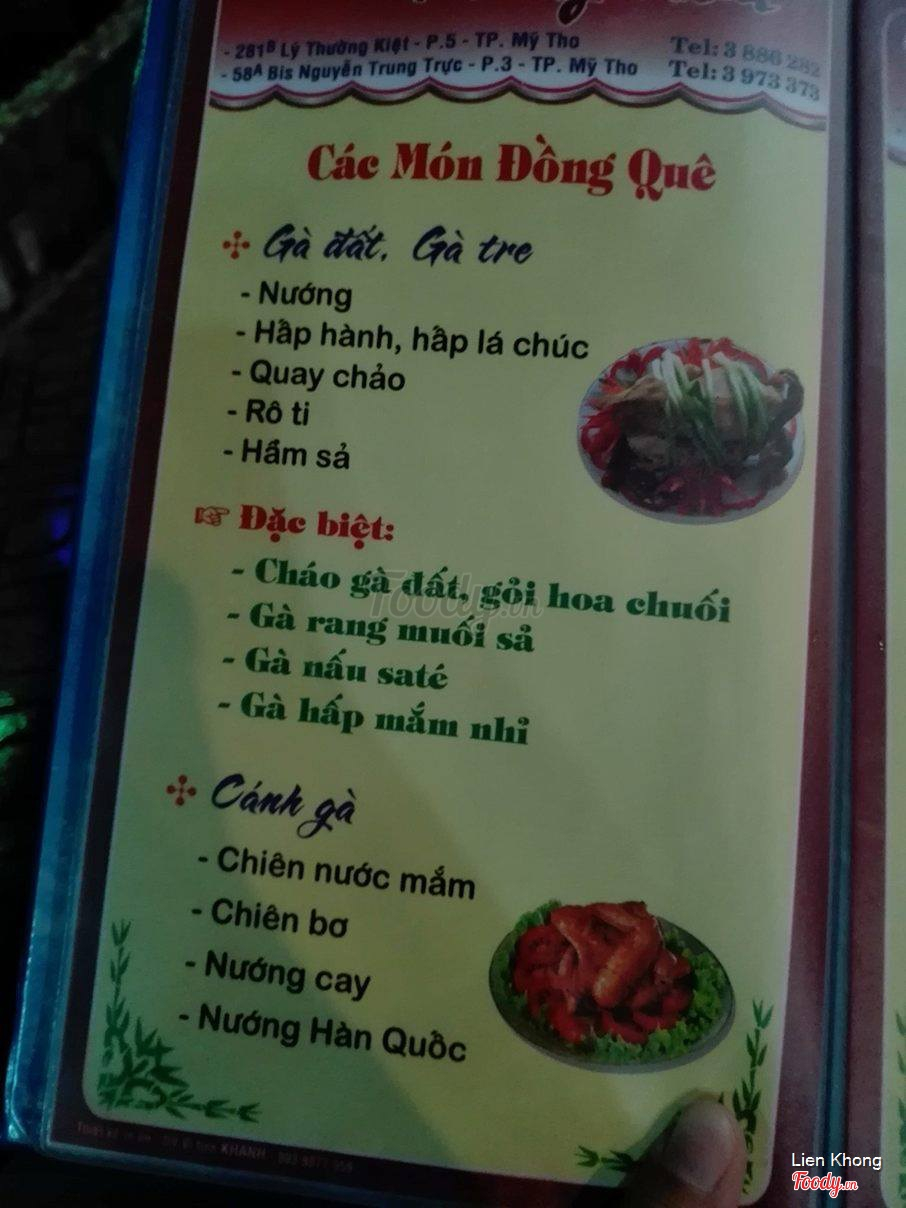 - 281B Lý Thường Kiệt - P.5 - TP. Mỹ Tho Tel: 3 886 282
- 58A Bis Nguyễn Trung Trực - P.3 - TP. Mỹ Tho Tel: 3 973 373
Các Món Đồng Quê
Gà đất, Gà tre
- Nướng
- Hấp hành, hấp lá chúc
- Quay chảo
- Rô ti
- Hầm sả
Đặc biệt:
- Cháo gà đất, gỏi hoa chuối
- Gà rang muối sả
- Gà nấu saté
- Gà hấp mắm nhỉ
Foody.vn
Cánh gà
- Chiên nước mắm
- Chiên bơ
- Nướng cay
- Nướng Hàn Quốc
KHANH
Lien Khong
Foody.vn